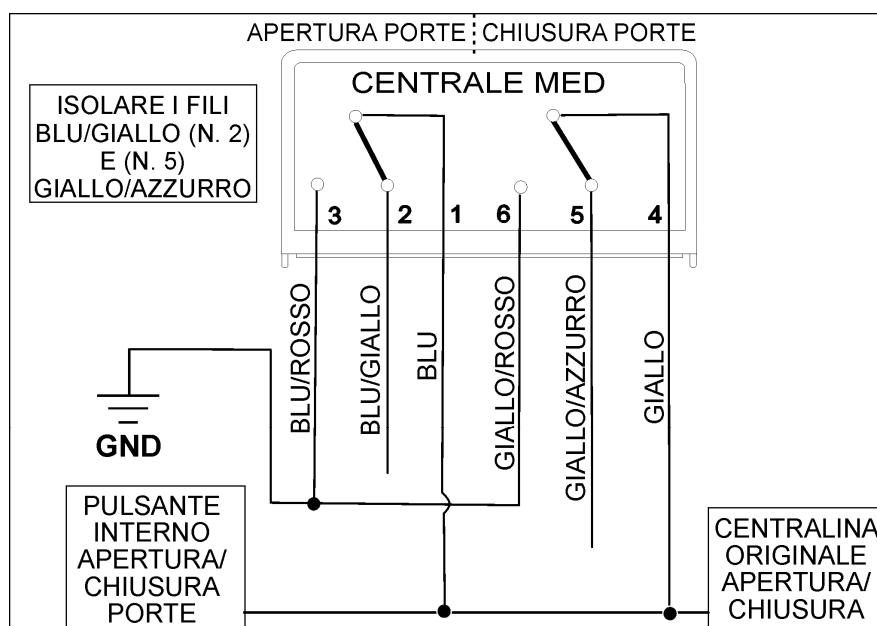 APERTURA PORTE CHIUSURA PORTE
CENTRALE MED
ISOLARE I FILI
BLU/GIALLO (N. 2)
E (N. 5)
GIALLO/AZZURRO
3 2 1 6 5 4
BLU/ROSSO
BLU/GIALLO
BLU
GIALLO/ROSSO
GIALLO/AZZURRO
GIALLO
GND
PULSANTE
INTERNO
APERTURA/
CHIUSURA
PORTE
CENTRALINA
ORIGINALE
APERTURA/
CHIUSURA